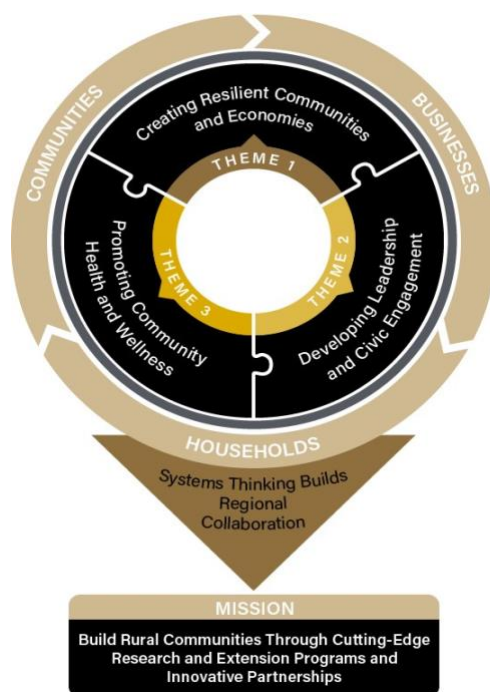 COMMUNITIES
BUSINESSES
HOUSEHOLDS
Creating Resilient Communities
and Economies
THEME 1
Developing Leadership
and Civic Engagement
THEME 2
Promoting Community
Health and Wellness
THEME 3
Systems Thinking Builds
Regional
Collaboration
MISSION
Build Rural Communities Through Cutting-Edge
Research and Extension Programs and
Innovative Partnerships